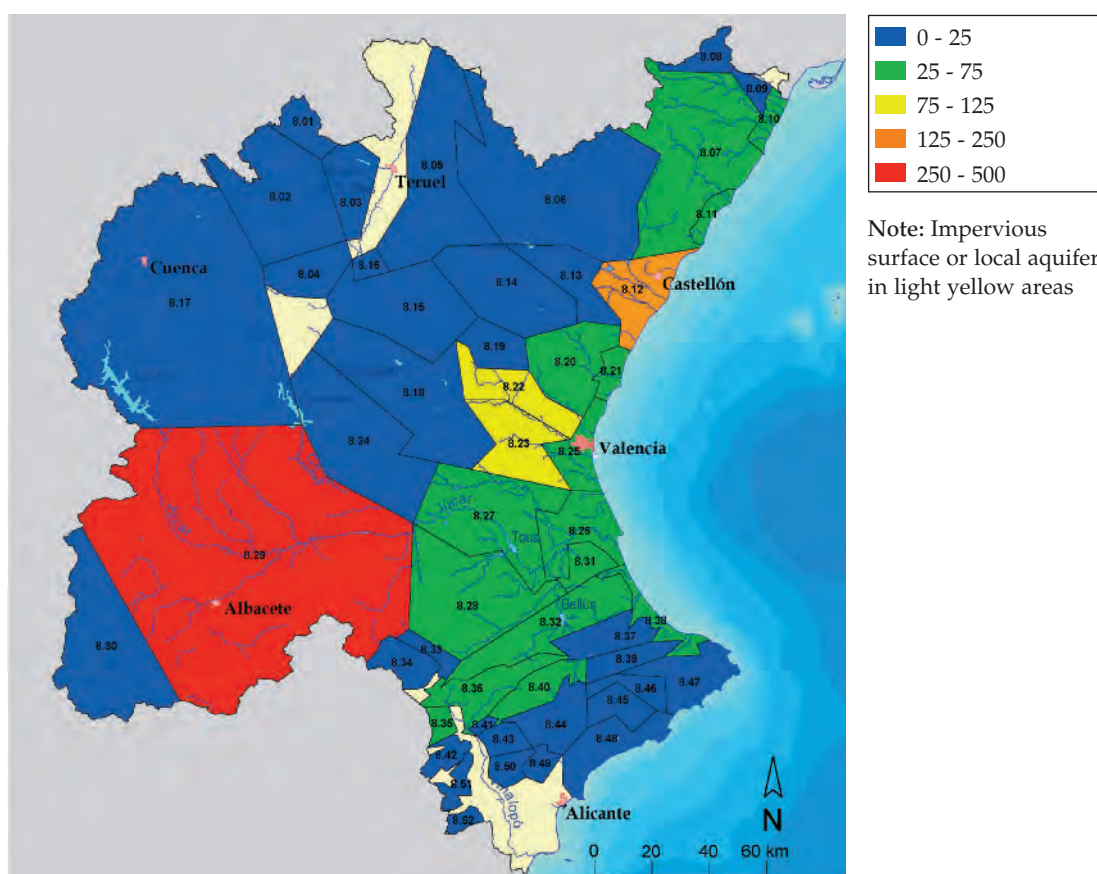 8.08
8.09
8.10
8.01
8.07
8.05
Teruel
8.02
8.03
8.06
8.11
8.16
8.04
Cuenca
8.17
8.14
8.13
8.12
Castellón
8.15
8.19
8.20
8.21
8.18
8.22
8.24
8.23
8.25
Valencia
Júcar
8.27
Tous
8.26
8.29
8.31
Albacete
8.28
Bellús
8.32
8.38
8.37
8.30
8.33
8.34
8.39
8.36
8.40
8.46
8.47
8.45
8.35
8.41
8.44
8.43
8.48
8.42
8.50
8.49
8.51
8.52
Alicante
N
0 20 40 60 km
0 - 25
25 - 75
75 - 125
125 - 250
250 - 500
Note: Impervious
surface or local aquifer
in light yellow areas